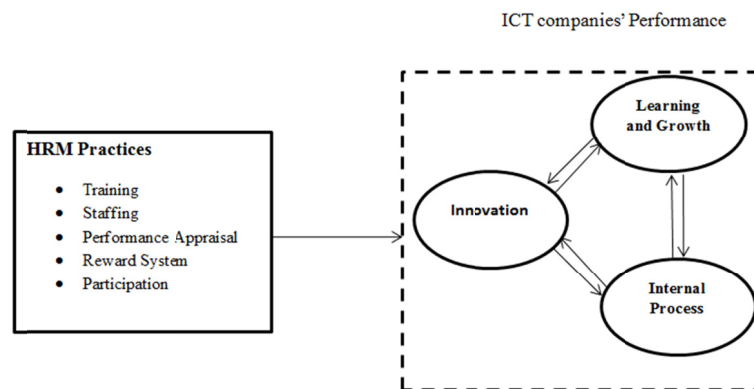 ICT companies' Performance
HRM Practices
• Training
• Staffing
• Performance Appraisal
• Reward System
• Participation
Innovation
Learning
and Growth
Internal
Process